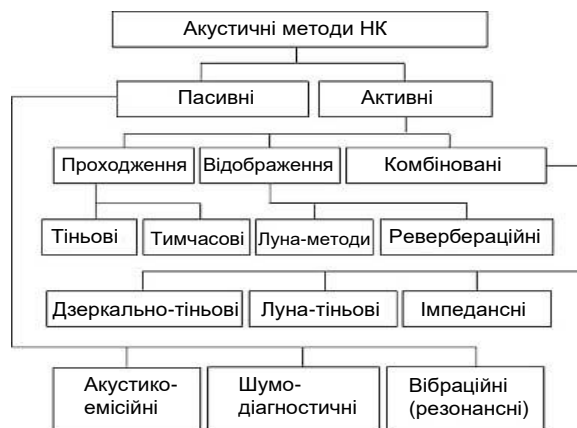 Акустичні методи НК
Пасивні
Активні
Проходження
Відображення
Комбіновані
Тіньові
Тимчасові
Луна-методи
Ревербераційні
Дзеркально-тіньові
Луна-тіньові
Імпедансні
Акустико-
емісійні
Шумо-
діагностичні
Вібраційні
(резонансні)